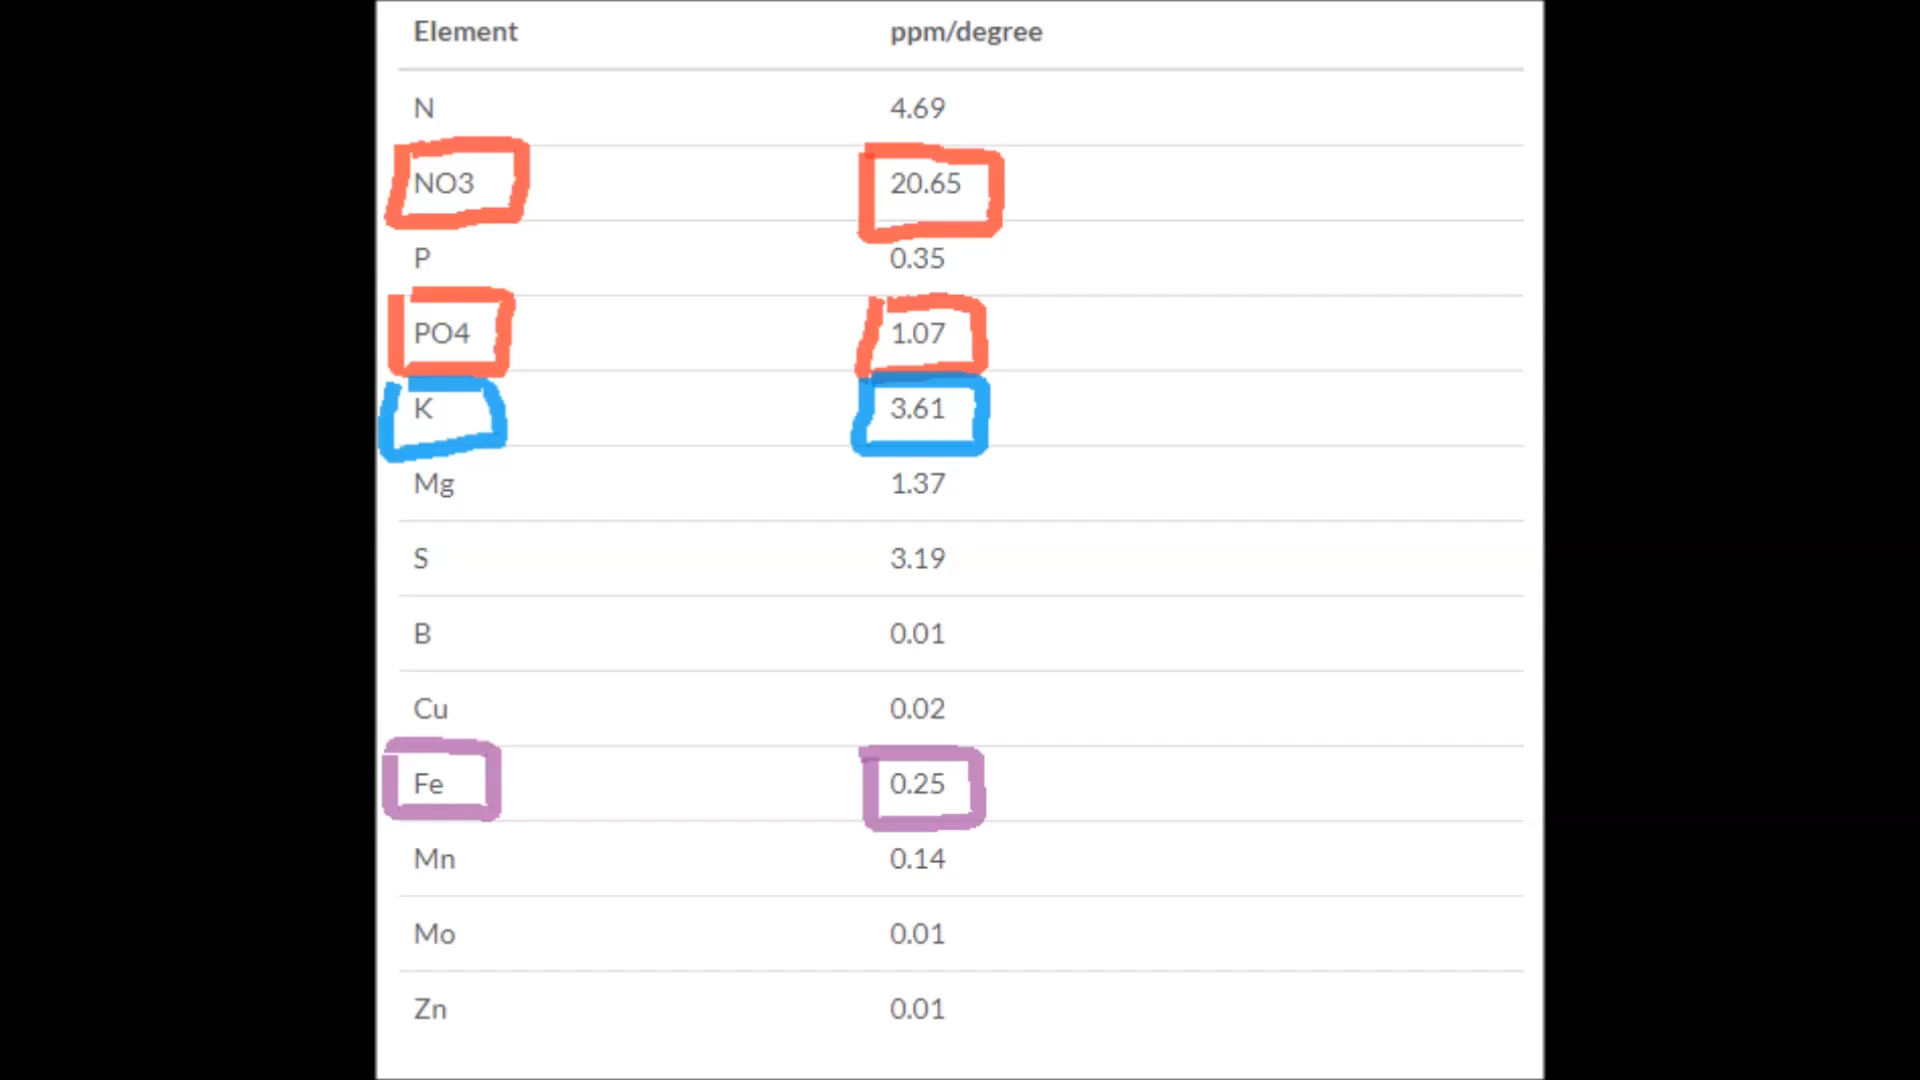 Element ppm/degree
N 4.69
NO3 20.65
P 0.35
PO4 1.07
K 3.61
Mg 1.37
S 3.19
B 0.01
Cu 0.02
Fe 0.25
Mn 0.14
Mo 0.01
Zn 0.01